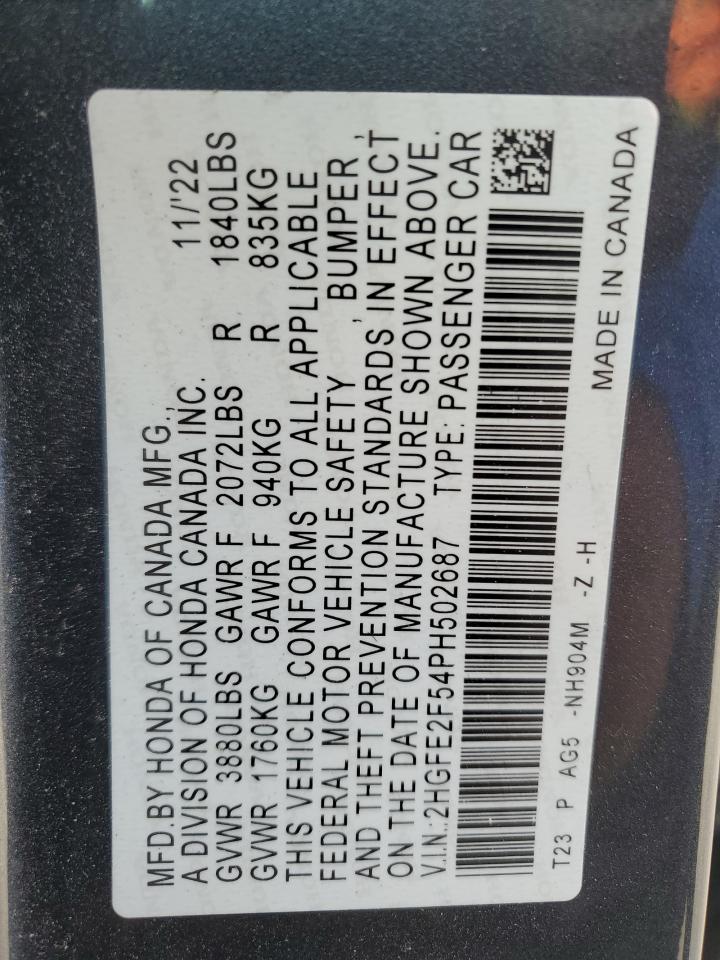 MFD.BY HONDA OF CANADA MFG.,
A DIVISION OF HONDA CANADA INC. 11/'22
GVWR 3880LBS GAWR F 2072LBS R 1840LBS
GVWR 1760KG GAWR F 940KG R 835KG
THIS VEHICLE CONFORMS TO ALL APPLICABLE
FEDERAL MOTOR VEHICLE SAFETY , BUMPER ,
AND THEFT PREVENTION STANDARDS IN EFFECT
ON THE DATE OF MANUFACTURE SHOWN ABOVE.
V.I.N.:2HGFE2F54PH502687 TYPE: PASSENGER CAR
T23 P AG5 -NH904M -Z -H
MADE IN CANADA